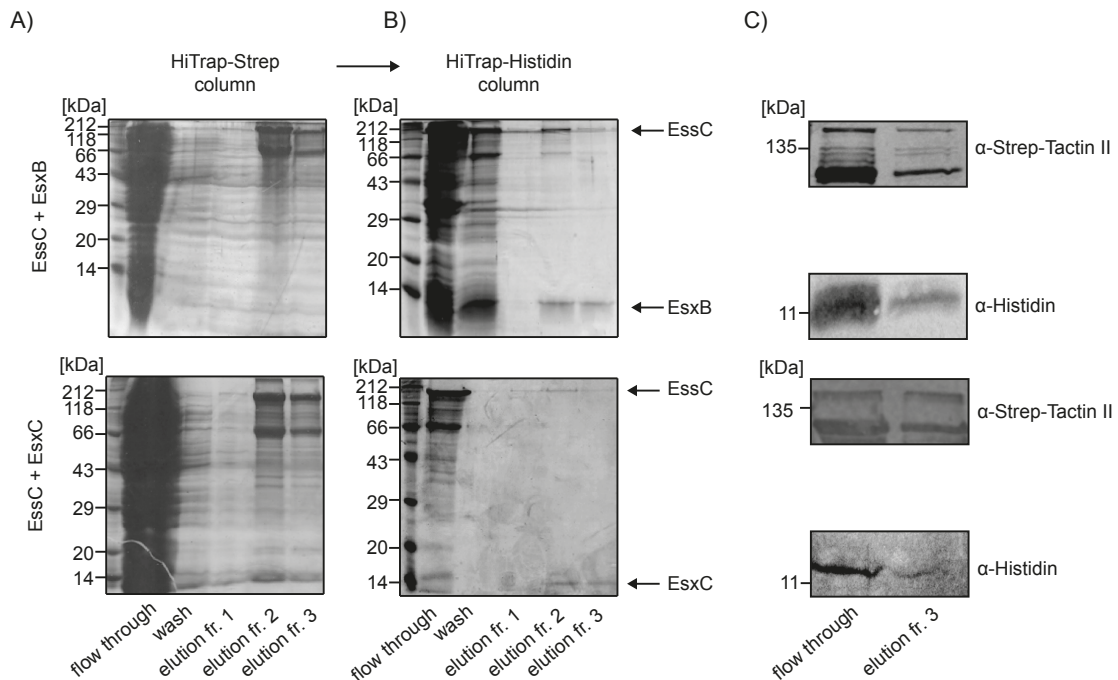 A)
B)
C)
HiTrap-Strep
column
HiTrap-Histidin
column
[kDa]
212
118
66
43
29
20
14
EssC + EsxB
[kDa]
212
118
66
43
29
20
14
EssC
EsxB
[kDa]
135
α-Strep-Tactin II
11
α-Histidin
[kDa]
212
118
66
43
29
20
14
EssC + EsxC
flow through
wash
elution fr. 1
elution fr. 2
elution fr. 3
[kDa]
212
118
66
43
29
20
14
EssC
EsxC
flow through
wash
elution fr. 1
elution fr. 2
elution fr. 3
[kDa]
135
α-Strep-Tactin II
11
α-Histidin
flow through
elution fr. 3